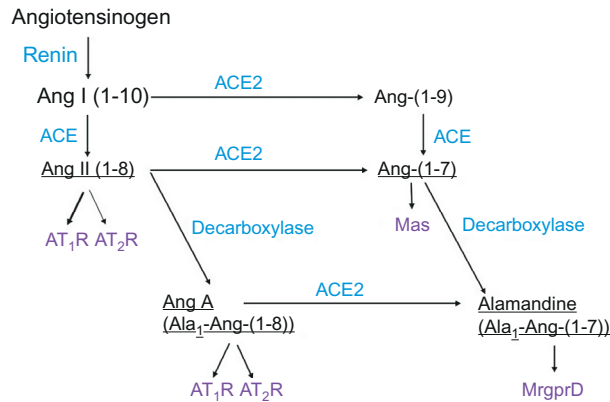 Angiotensinogen
Renin
ACE2
Ang I (1-10)
Ang-(1-9)
ACE
ACE
ACE2
Ang II (1-8)
Ang-(1-7)
AT1R AT2R
Mas
Decarboxylase
Decarboxylase
ACE2
Ang A
(Ala1-Ang-(1-8))
Alamandine
(Ala1-Ang-(1-7))
AT1R AT2R
MrgprD